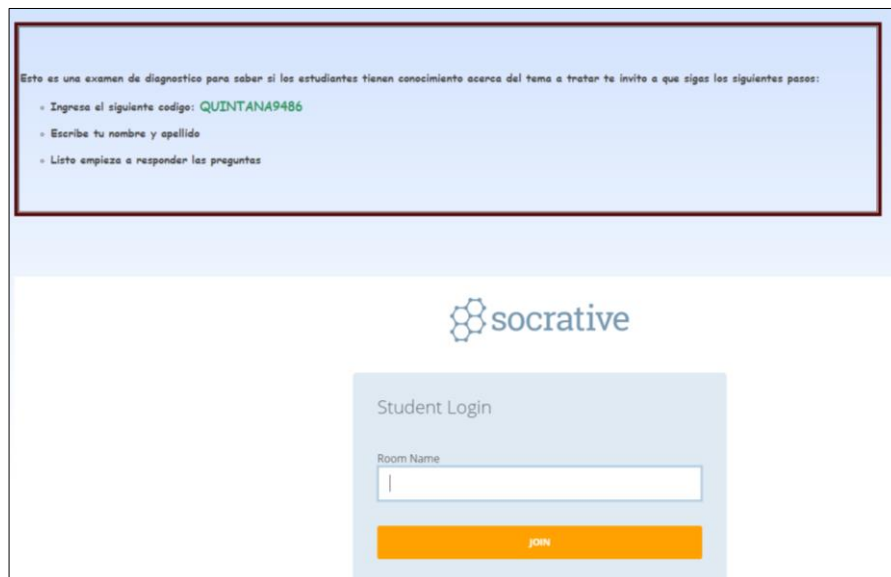 Esto es una examen de diagnostico para saber si los estudiantes tienen conocimiento acerca del tema a tratar te invito a que sigas los siguientes pasos:
Ingresa el siguiente codigo: QUINTANA9486
Escribe tu nombre y apellido
Listo empieza a responder las preguntas
socrative
Student Login
Room Name
JOIN